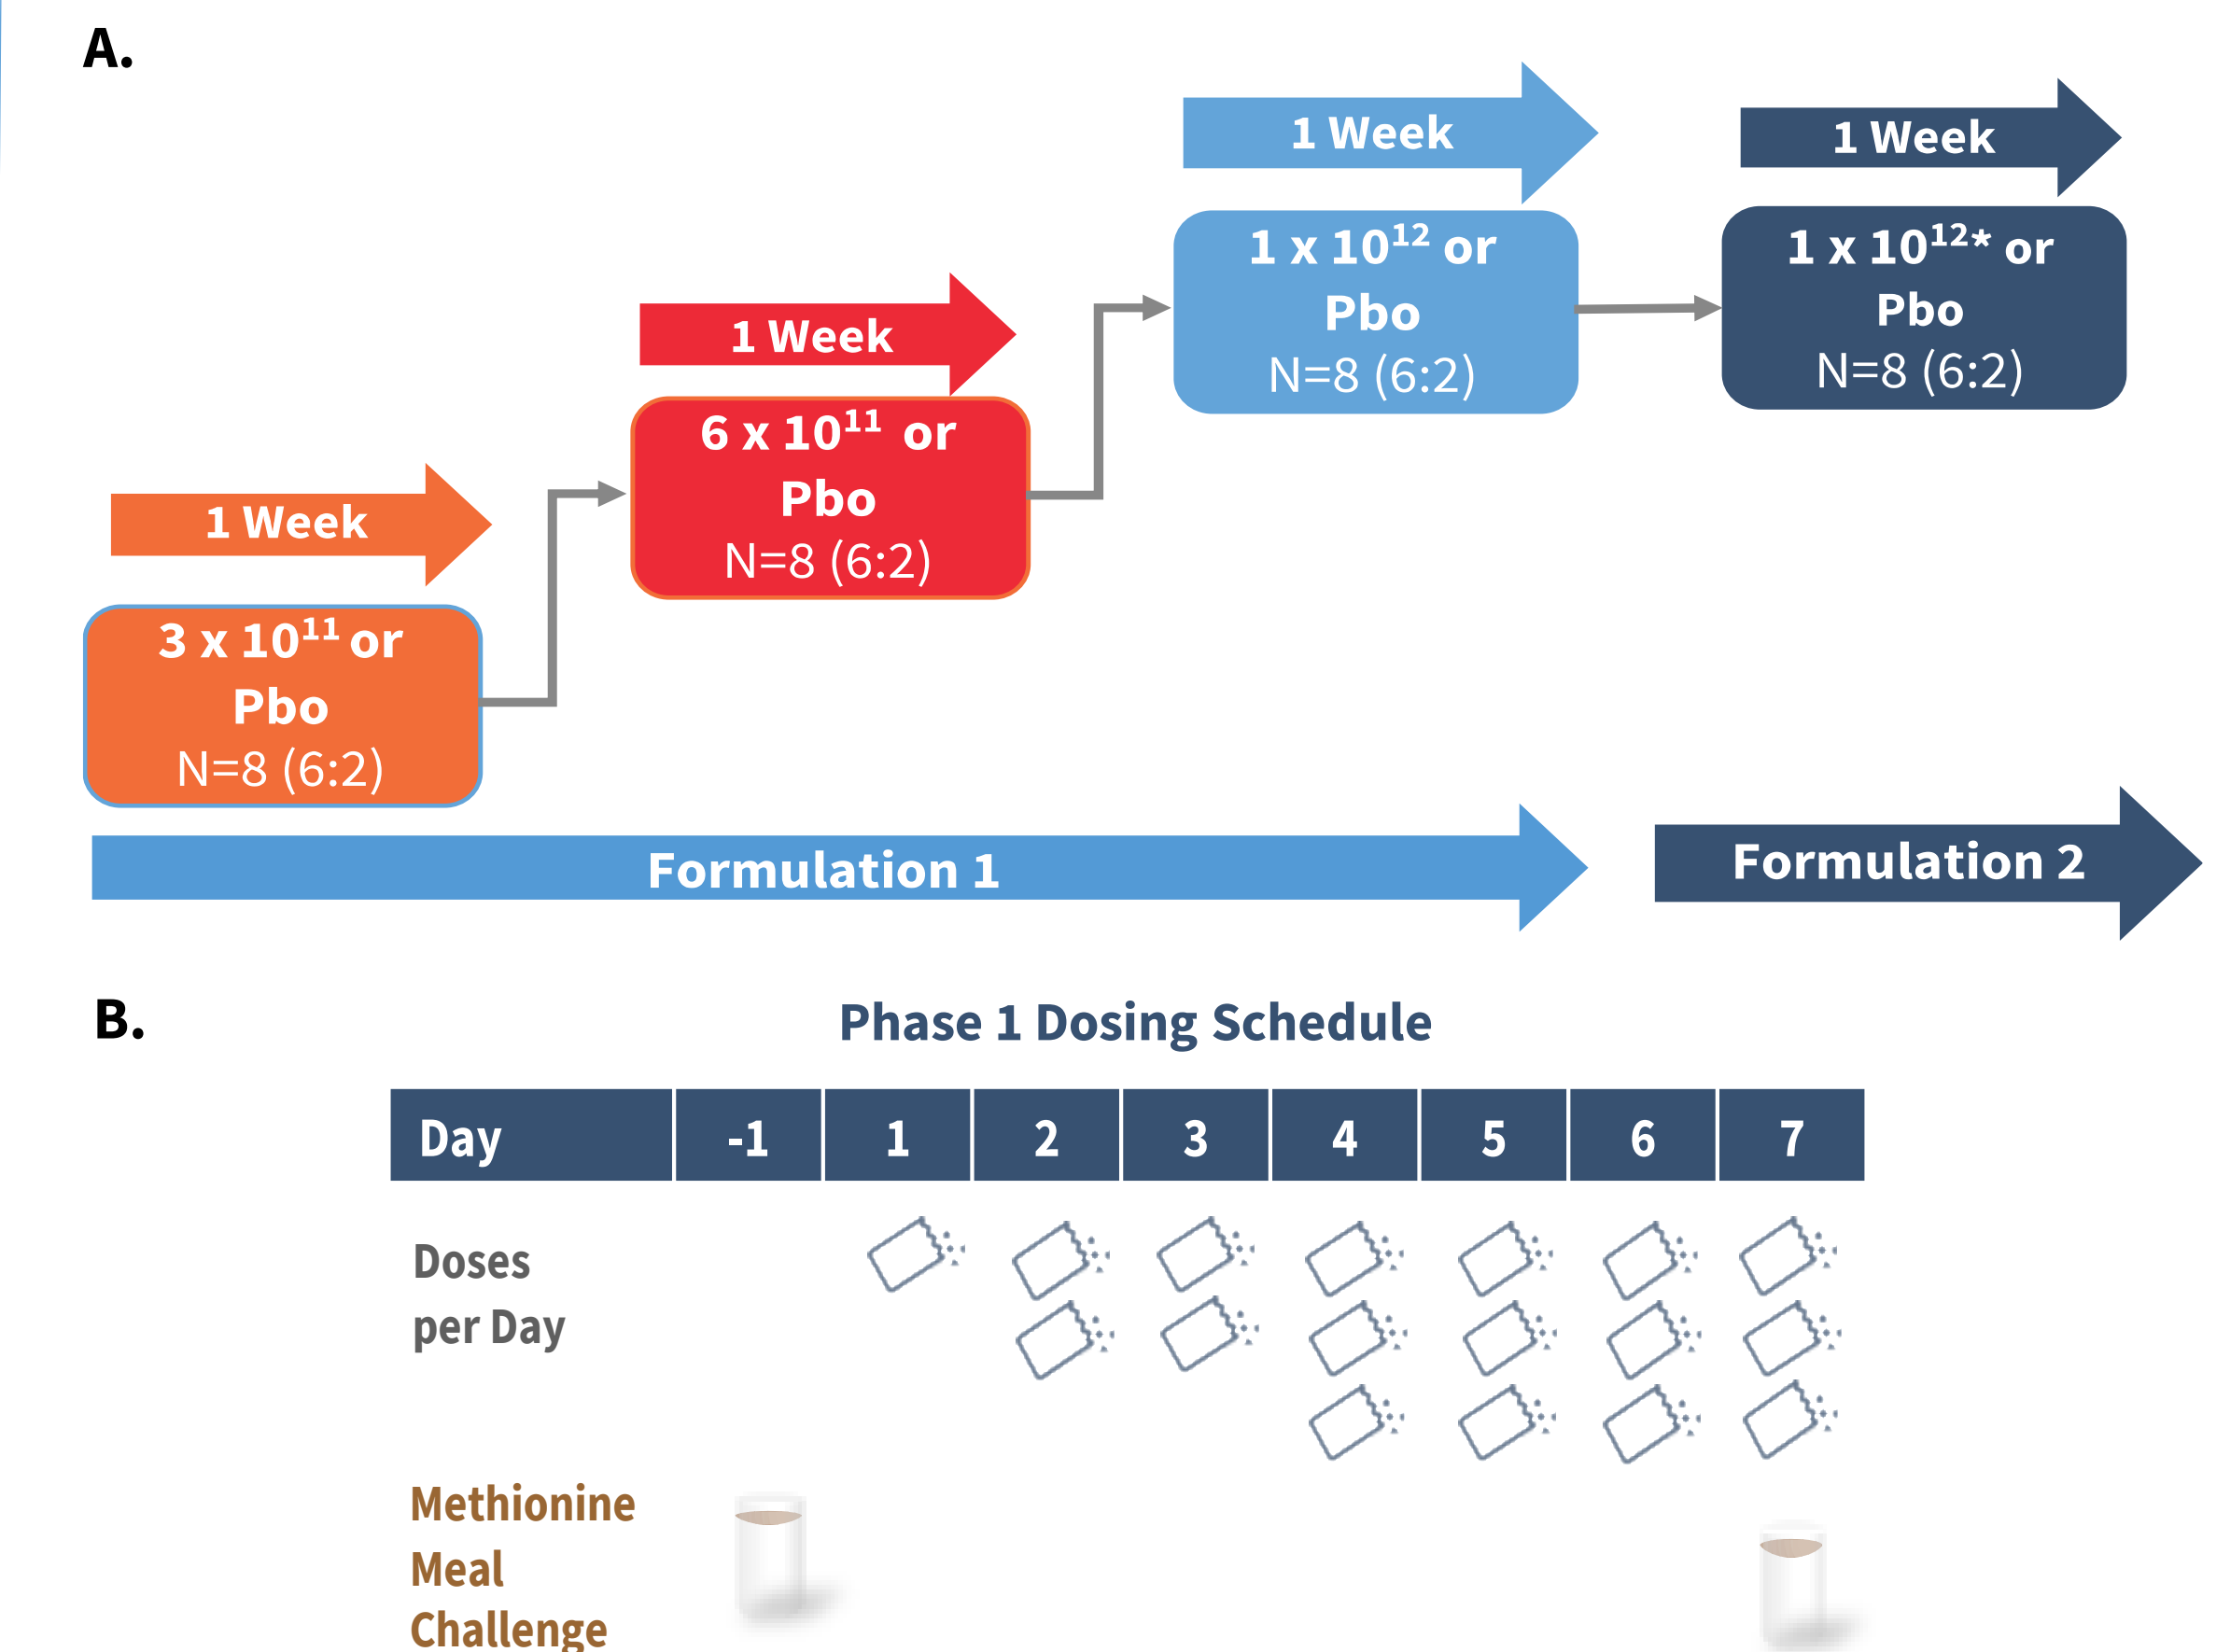 A.
1 Week
1 Week
1 Week
1 Week
3 x 10¹¹ or
Pbo
N=8 (6:2)
6 x 10¹¹ or
Pbo
N=8 (6:2)
1 x 10¹² or
Pbo
N=8 (6:2)
1 x 10¹²* or
Pbo
N=8 (6:2)
Formulation 1
Formulation 2
B.
Phase 1 Dosing Schedule
Day -1 1 2 3 4 5 6 7
Doses
per Day
Methionine
Meal
Challenge